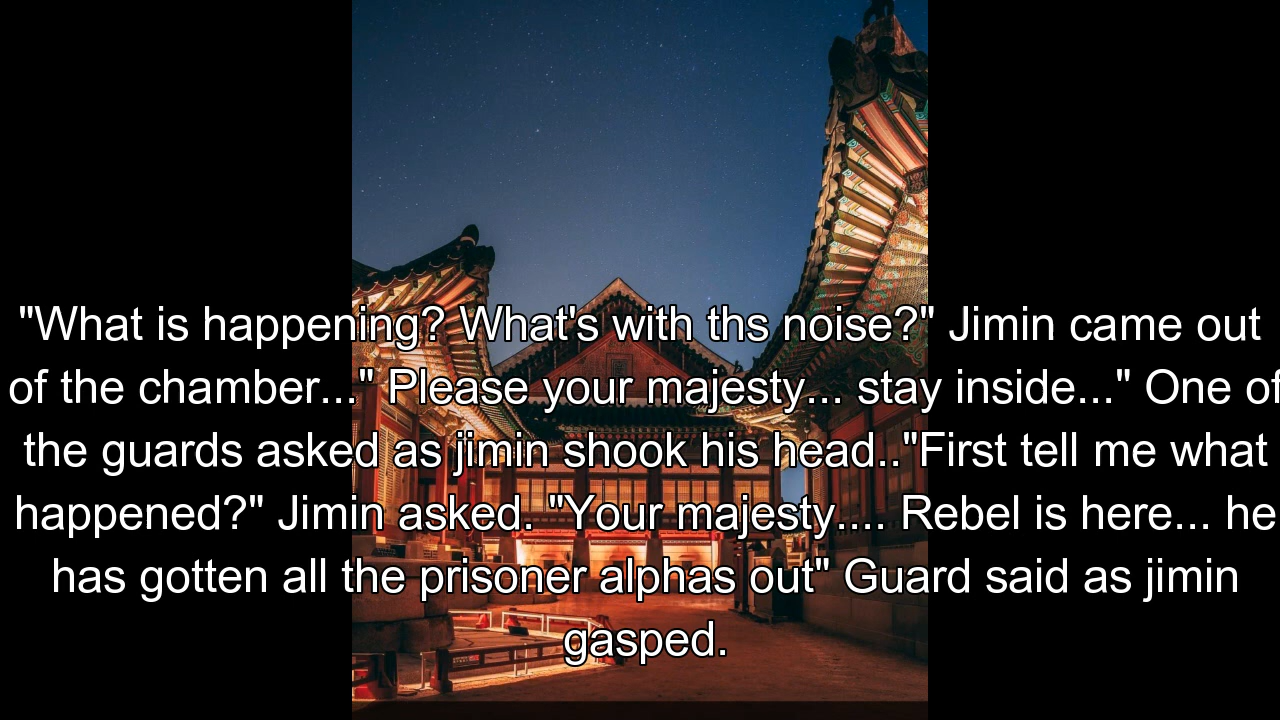 "What is happening? What's with ths noise?" Jimin came out
of the chamber..." Please your majesty... stay inside..." One of
the guards asked as jimin shook his head.."First tell me what
happened?" Jimin asked. "Your majesty.... Rebel is here... he
has gotten all the prisoner alphas out" Guard said as jimin
gasped.